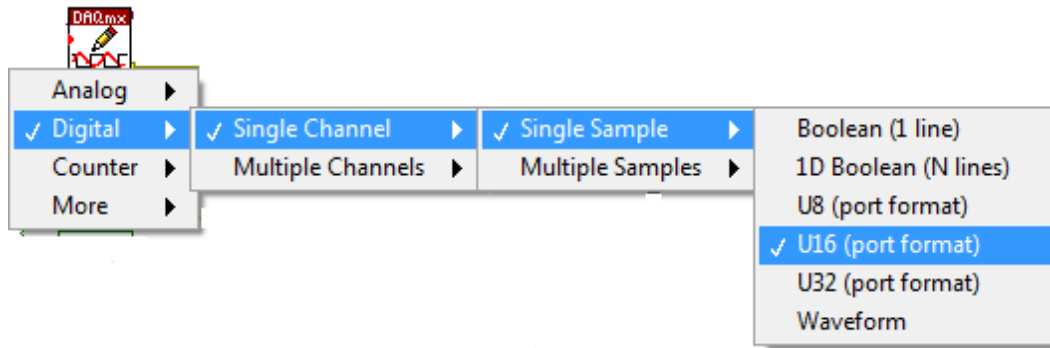 DAQmx
Analog
Digital
Counter
More
Single Channel
Multiple Channels
Single Sample
Multiple Samples
Boolean (1 line)
1D Boolean (N lines)
U8 (port format)
U16 (port format)
U32 (port format)
Waveform